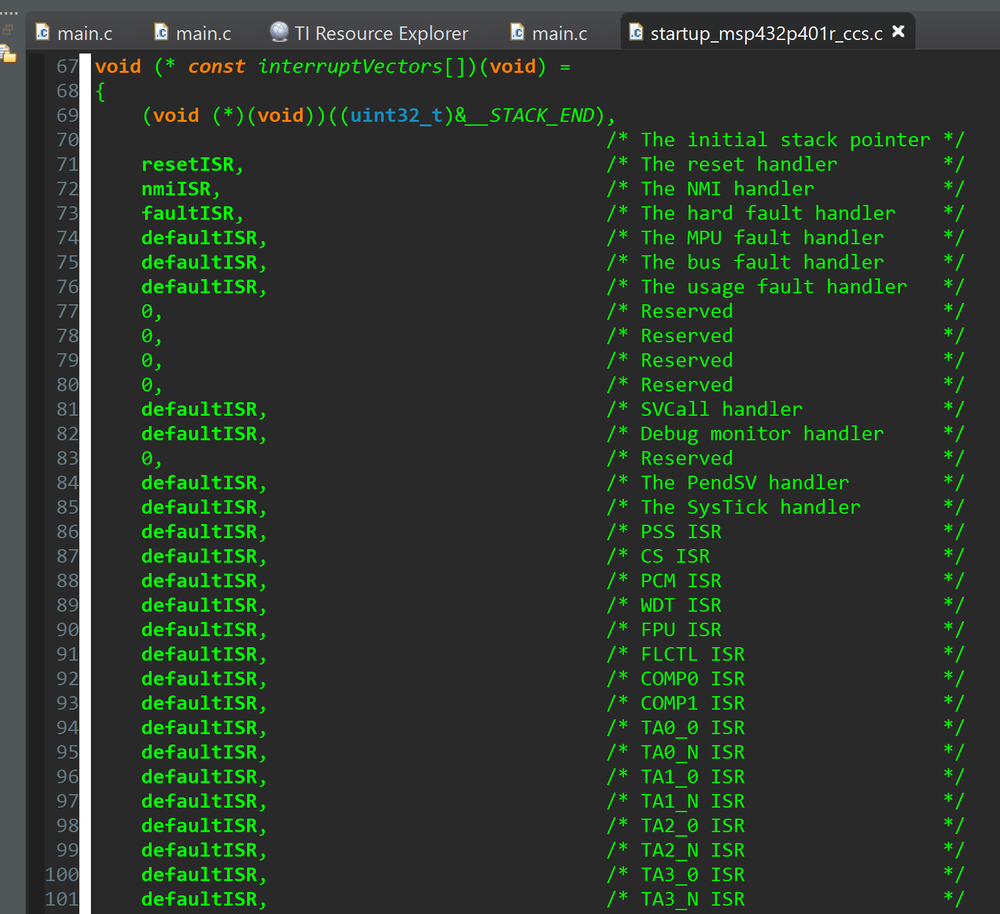 main.c main.c TI Resource Explorer main.c startup_msp432p401r_ccs.c
67 void (* const interruptVectors[])(void) =
68 {
69 (void (*)(void))((uint32_t)&__STACK_END),
70 /* The initial stack pointer */
71 resetISR, /* The reset handler */
72 nmiISR, /* The NMI handler */
73 faultISR, /* The hard fault handler */
74 defaultISR, /* The MPU fault handler */
75 defaultISR, /* The bus fault handler */
76 defaultISR, /* The usage fault handler */
77 0, /* Reserved */
78 0, /* Reserved */
79 0, /* Reserved */
80 0, /* Reserved */
81 defaultISR, /* SVCall handler */
82 defaultISR, /* Debug monitor handler */
83 0, /* Reserved */
84 defaultISR, /* The PendSV handler */
85 defaultISR, /* The SysTick handler */
86 defaultISR, /* PSS ISR */
87 defaultISR, /* CS ISR */
88 defaultISR, /* PCM ISR */
89 defaultISR, /* WDT ISR */
90 defaultISR, /* FPU ISR */
91 defaultISR, /* FLCTL ISR */
92 defaultISR, /* COMP0 ISR */
93 defaultISR, /* COMP1 ISR */
94 defaultISR, /* TA0_0 ISR */
95 defaultISR, /* TA0_N ISR */
96 defaultISR, /* TA1_0 ISR */
97 defaultISR, /* TA1_N ISR */
98 defaultISR, /* TA2_0 ISR */
99 defaultISR, /* TA2_N ISR */
100 defaultISR, /* TA3_0 ISR */
101 defaultISR, /* TA3_N ISR */